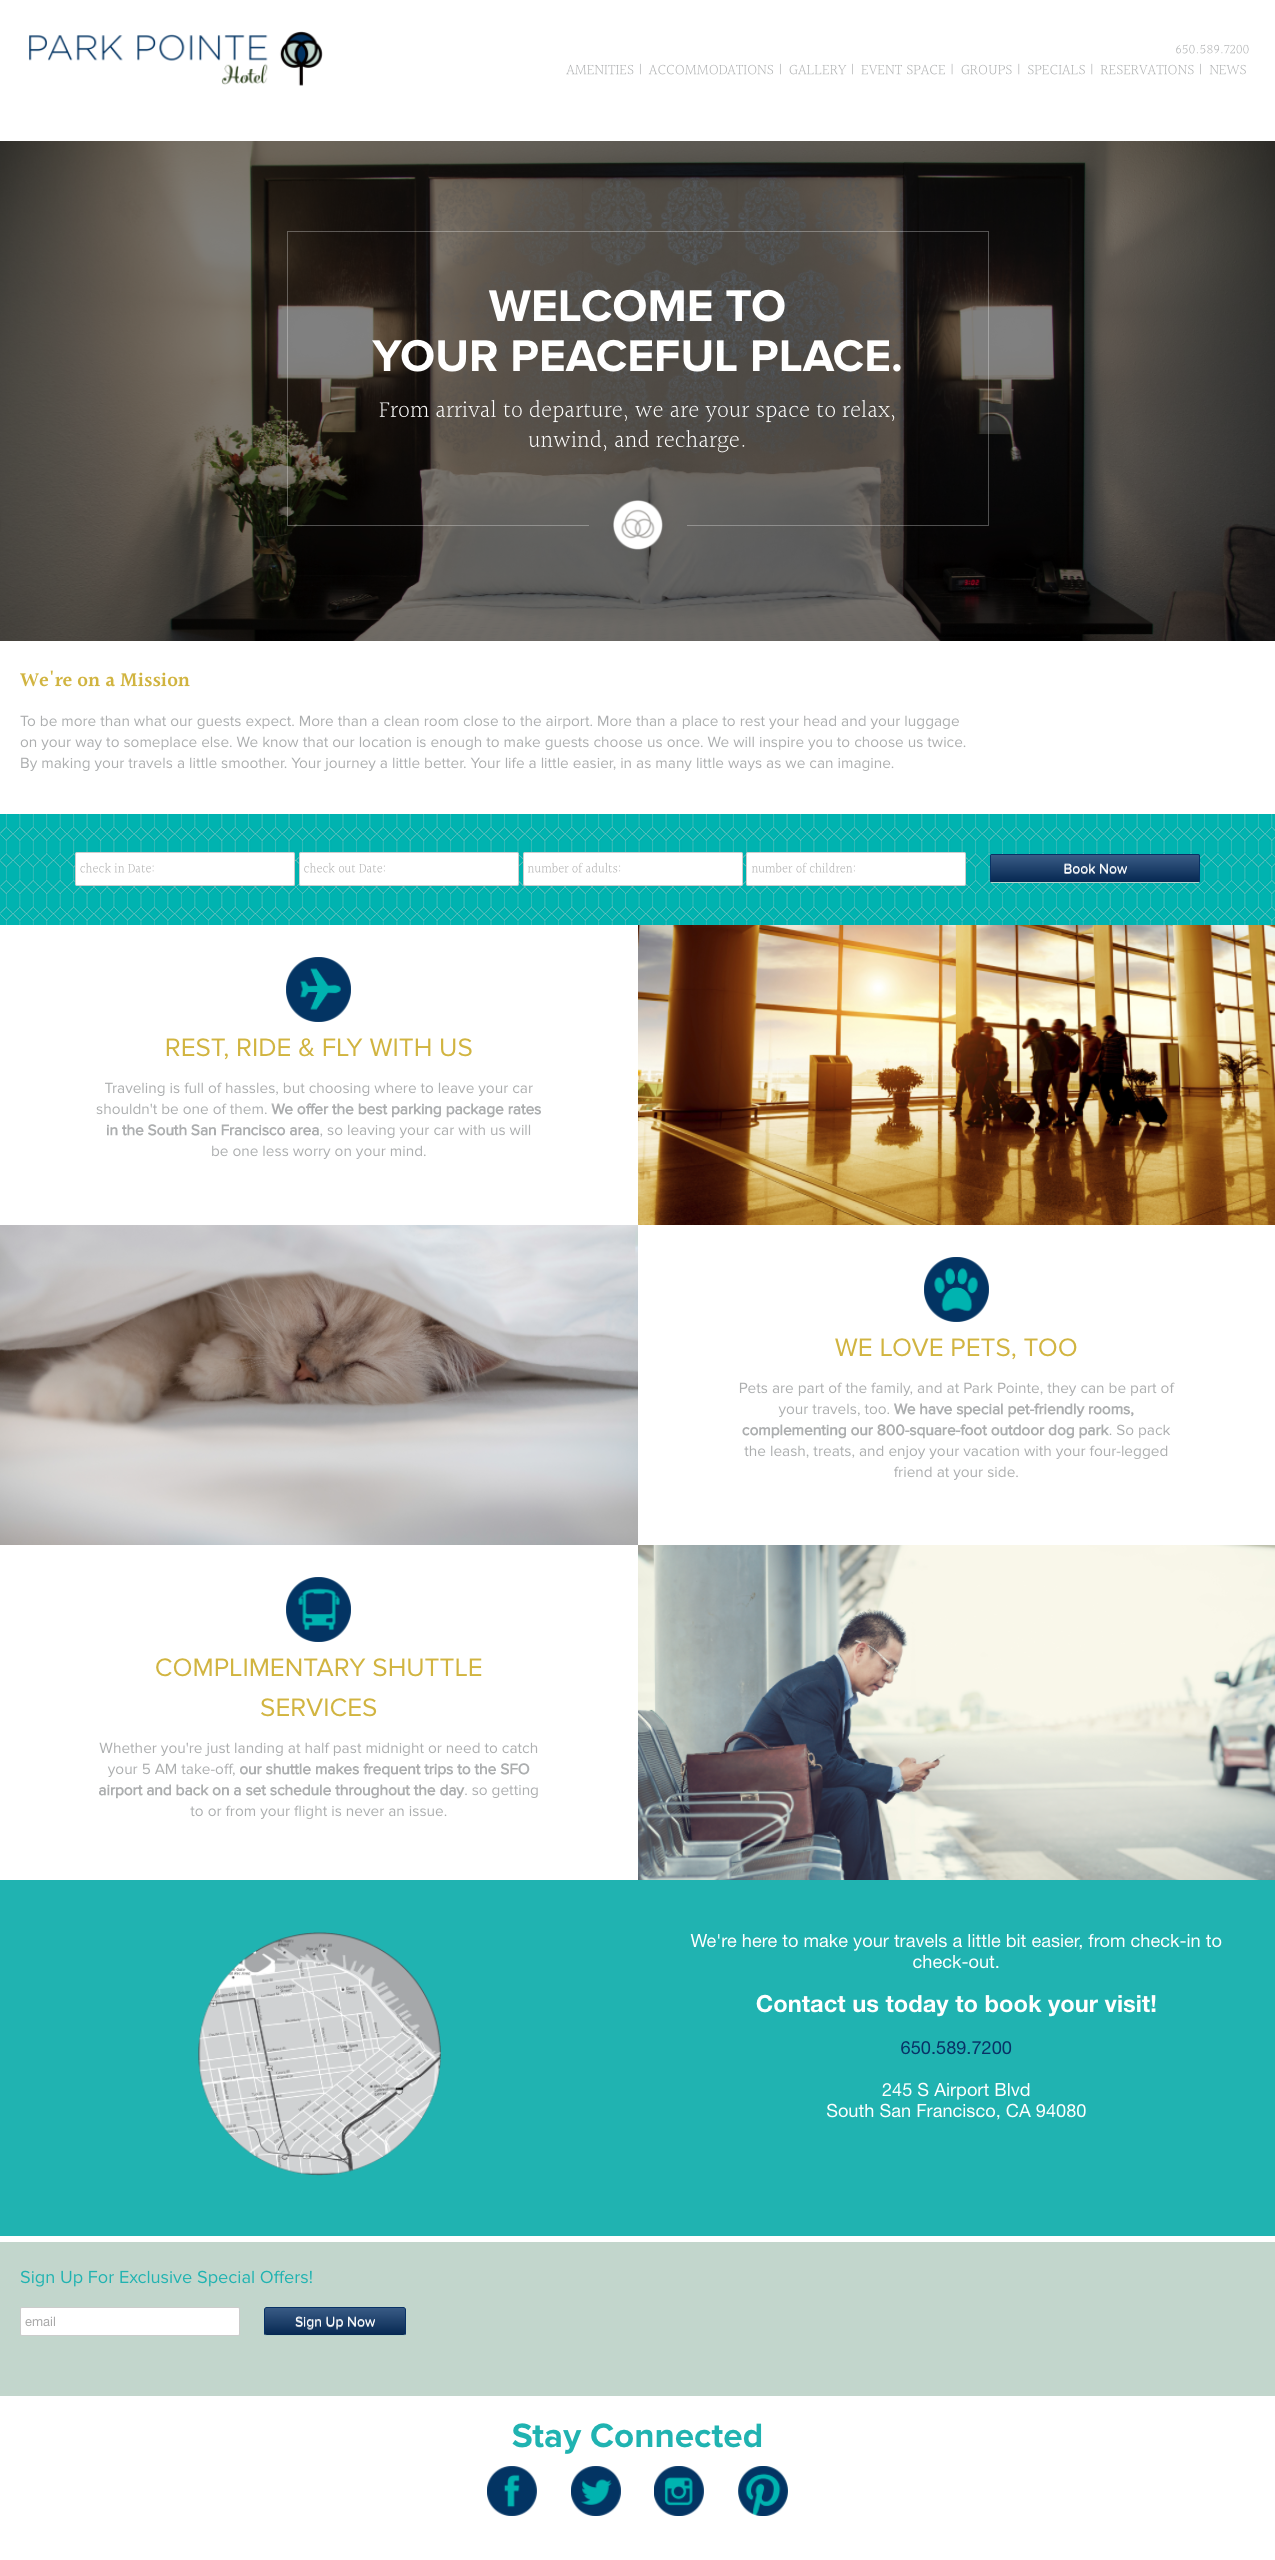 PARK POINTE
Hotel
650.589.7200
AMENITIES | ACCOMMODATIONS | GALLERY | EVENT SPACE | GROUPS | SPECIALS | RESERVATIONS | NEWS
WELCOME TO
YOUR PEACEFUL PLACE.
From arrival to departure, we are your space to relax,
unwind, and recharge.
We're on a Mission
To be more than what our guests expect. More than a clean room close to the airport. More than a place to rest your head and your luggage
on your way to someplace else. We know that our location is enough to make guests choose us once. We will inspire you to choose us twice.
By making your travels a little smoother. Your journey a little better. Your life a little easier, in as many little ways as we can imagine.
check in Date: check out Date: number of adults: number of children: Book Now
REST, RIDE & FLY WITH US
Traveling is full of hassles, but choosing where to leave your car
shouldn't be one of them. We offer the best parking package rates
in the South San Francisco area, so leaving your car with us will
be one less worry on your mind.
WE LOVE PETS, TOO
Pets are part of the family, and at Park Pointe, they can be part of
your travels, too. We have special pet-friendly rooms,
complementing our 800-square-foot outdoor dog park. So pack
the leash, treats, and enjoy your vacation with your four-legged
friend at your side.
COMPLIMENTARY SHUTTLE
SERVICES
Whether you're just landing at half past midnight or need to catch
your 5 AM take-off, our shuttle makes frequent trips to the SFO
airport and back on a set schedule throughout the day. so getting
to or from your flight is never an issue.
We're here to make your travels a little bit easier, from check-in to
check-out.
Contact us today to book your visit!
650.589.7200
245 S Airport Blvd
South San Francisco, CA 94080
Sign Up For Exclusive Special Offers!
email Sign Up Now
Stay Connected